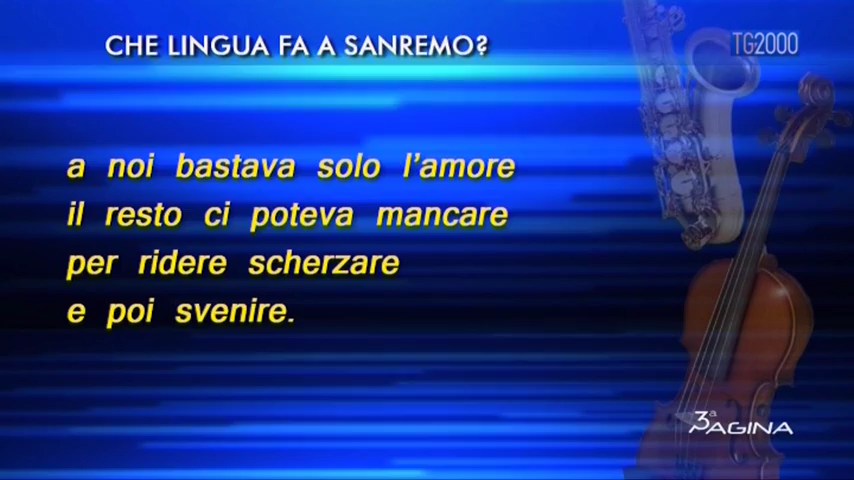 CHE LINGUA FA A SANREMO?
TG2000
a noi bastava solo l'amore
il resto ci poteva mancare
per ridere scherzare
e poi svenire.
3a
PAGINA